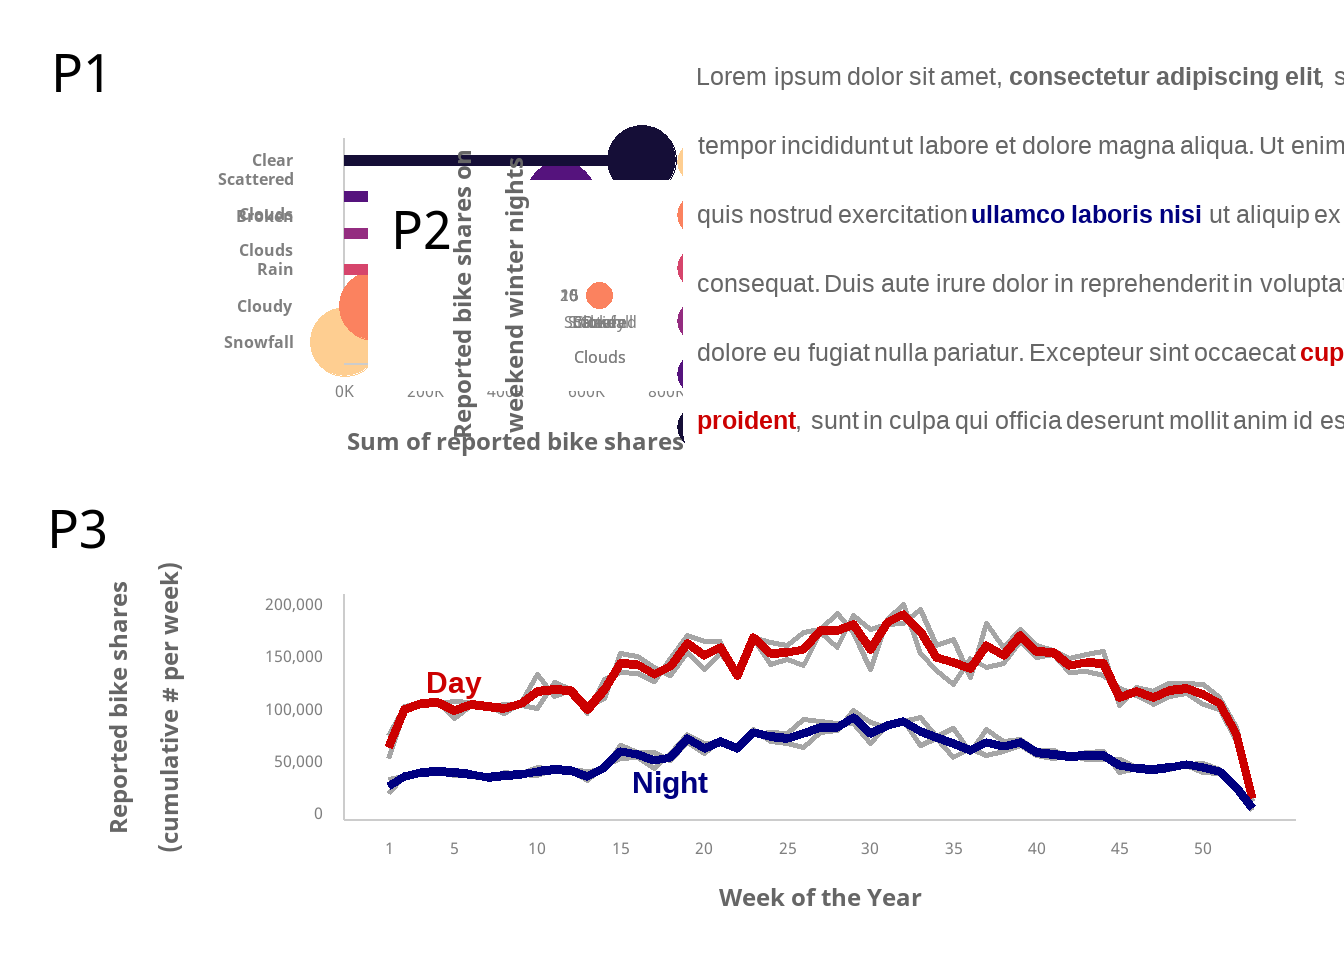 P1
Lorem ipsum dolor sit amet, consectetur adipiscing elit, s
tempor incididunt ut labore et dolore magna aliqua. Ut enim
quis nostrud exercitation ullamco laboris nisi ut aliquip ex
consequat. Duis aute irure dolor in reprehenderit in voluptat
dolore eu fugiat nulla pariatur. Excepteur sint occaecat cup
proident, sunt in culpa qui officia deserunt mollit anim id es
Clear
Scattered
Clouds
Broken
Clouds
Rain
Cloudy
Snowfall
0K 200K 400K 600K 800K
Sum of reported bike shares
P2
Reported bike shares on
weekend winter nights
Clouds
P3
Reported bike shares
(cumulative # per week)
200,000
150,000
100,000
50,000
0
Day
Night
1 5 10 15 20 25 30 35 40 45 50
Week of the Year